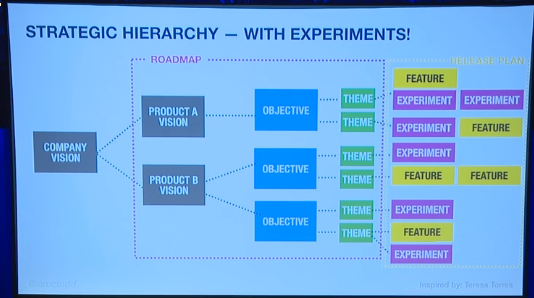 STRATEGIC HIERARCHY — WITH EXPERIMENTS!
ROADMAP
RELEASE PLAN
FEATURE
THEME
EXPERIMENT EXPERIMENT
PRODUCT A
VISION
OBJECTIVE
THEME
EXPERIMENT FEATURE
COMPANY
VISION
OBJECTIVE
THEME
EXPERIMENT
PRODUCT B
VISION
THEME
FEATURE FEATURE
OBJECTIVE
THEME
EXPERIMENT
THEME
FEATURE
EXPERIMENT
Inspired by: Teresa Torres